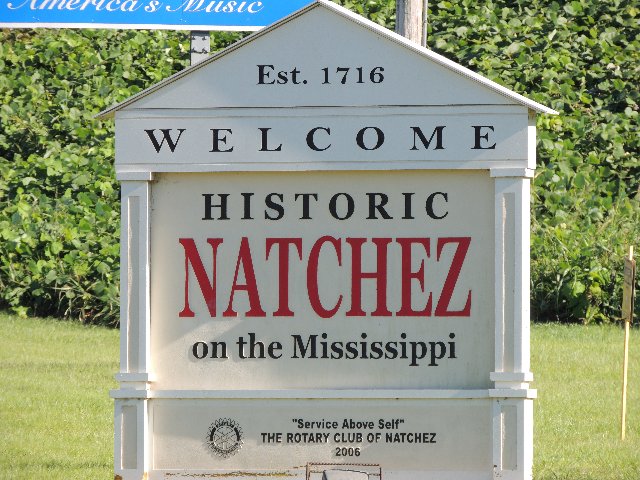 America's Music
Est. 1716
WELCOME
HISTORIC
NATCHEZ
on the Mississippi
"Service Above Self"
THE ROTARY CLUB OF NATCHEZ
2006